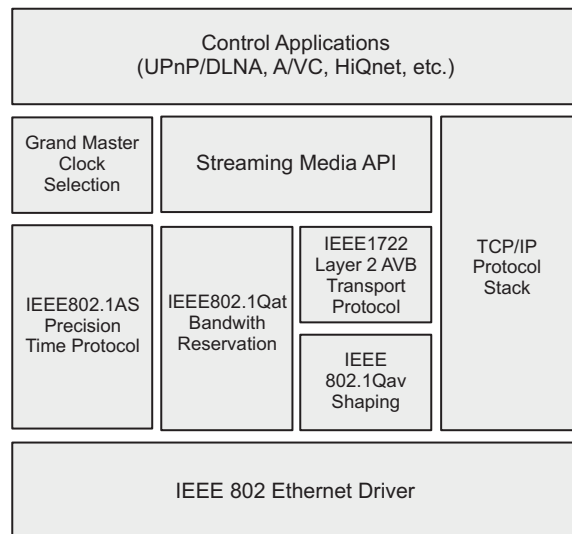 Control Applications
(UPnP/DLNA, A/VC, HiQnet, etc.)
Grand Master
Clock
Selection
Streaming Media API
TCP/IP
Protocol
Stack
IEEE802.1AS
Precision
Time Protocol
IEEE802.1Qat
Bandwith
Reservation
IEEE1722
Layer 2 AVB
Transport
Protocol
IEEE
802.1Qav
Shaping
IEEE 802 Ethernet Driver